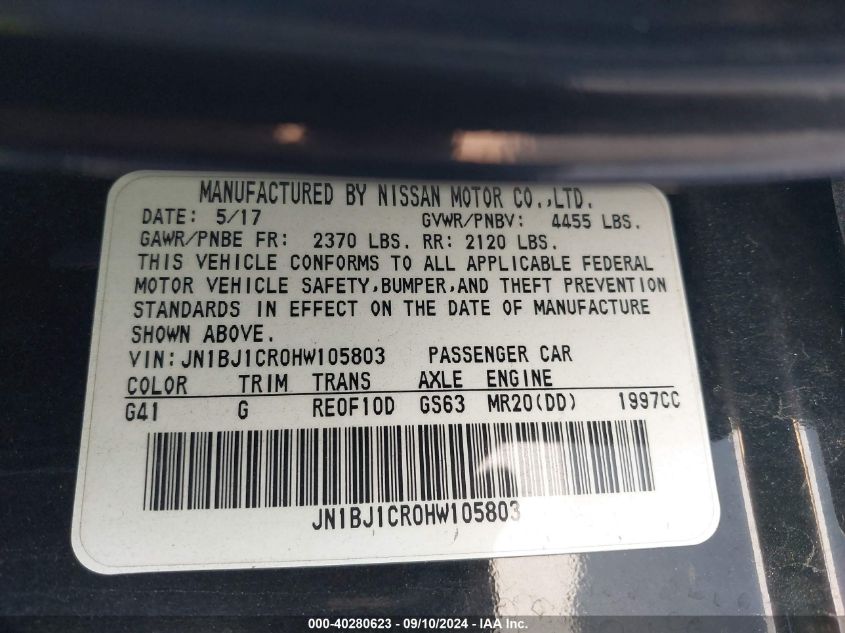 MANUFACTURED BY NISSAN MOTOR CO.,LTD.
DATE: 5/17 GVWR/PNBV: 4455 LBS.
GAWR/PNBE FR: 2370 LBS. RR: 2120 LBS.
THIS VEHICLE CONFORMS TO ALL APPLICABLE FEDERAL
MOTOR VEHICLE SAFETY,BUMPER,AND THEFT PREVENTION
STANDARDS IN EFFECT ON THE DATE OF MANUFACTURE
SHOWN ABOVE.
VIN:JN1BJ1CR0HW105803 PASSENGER CAR
COLOR TRIM TRANS AXLE ENGINE
G41 G RE0F10D GS63 MR20(DD) 1997CC
JN1BJ1CR0HW105803
000-40280623 - 09/10/2024 - IAA Inc.